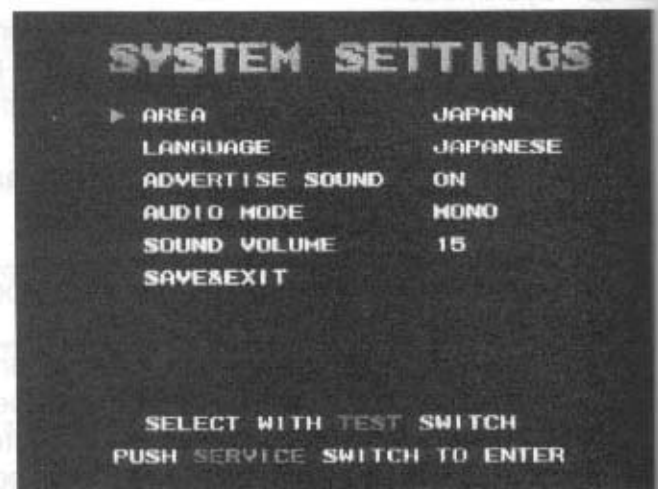 SYSTEM SETTINGS
▶ AREA JAPAN
LANGUAGE JAPANESE
ADVERTISE SOUND ON
AUDIO MODE MONO
SOUND VOLUME 15
SAVE&EXIT
SELECT WITH TEST SWITCH
PUSH SERVICE SWITCH TO ENTER